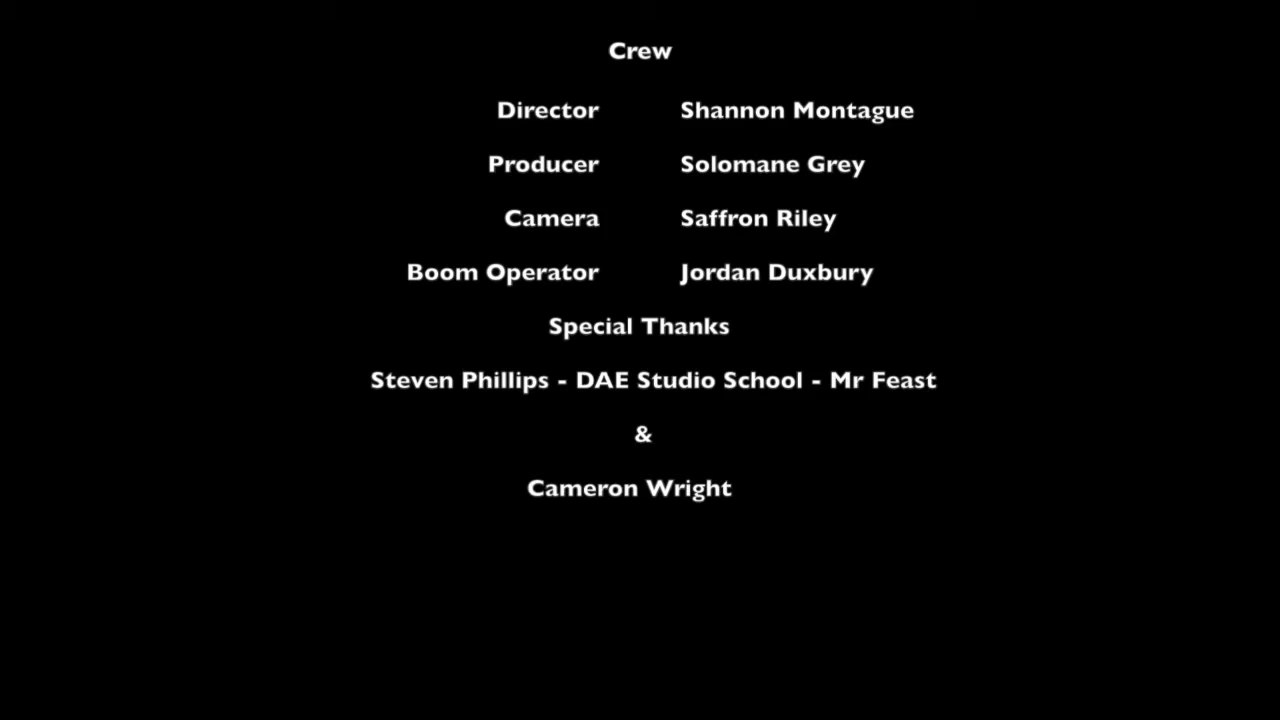 Crew
Director Shannon Montague
Producer Solomane Grey
Camera Saffron Riley
Boom Operator Jordan Duxbury
Special Thanks
Steven Phillips - DAE Studio School - Mr Feast
&
Cameron Wright